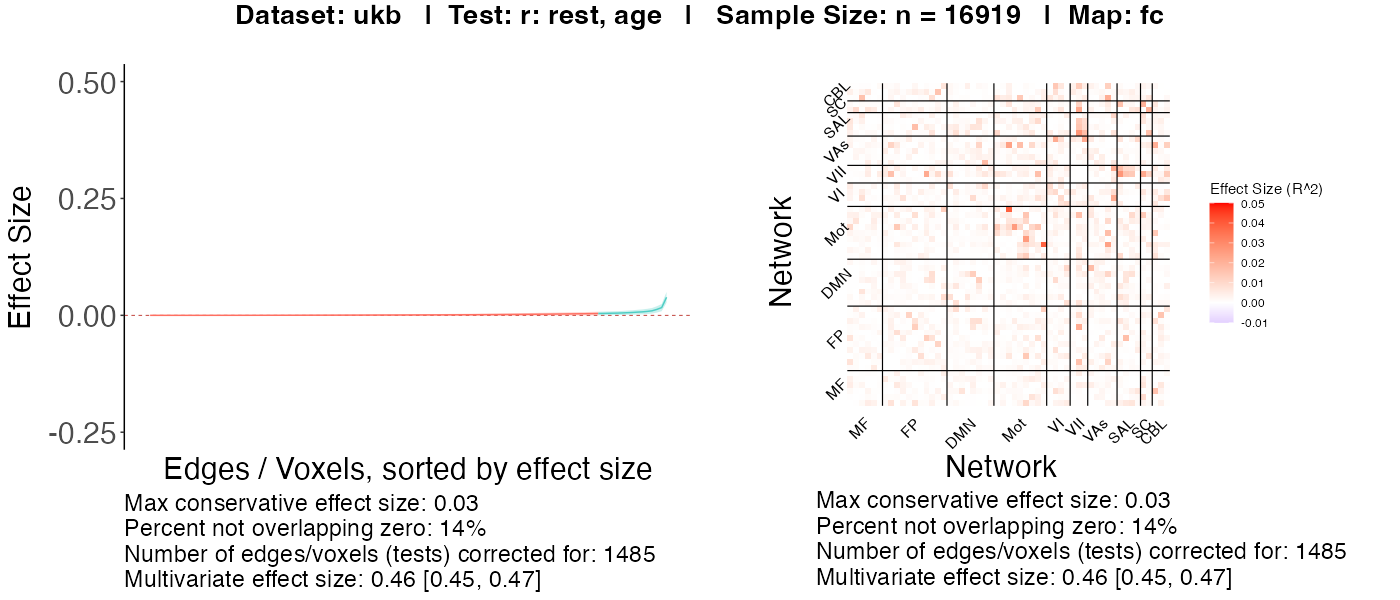 Dataset: ukb | Test: r: rest, age | Sample Size: n = 16919 | Map: fc
Effect Size
0.50
0.25
0.00
-0.25
Edges / Voxels, sorted by effect size
Max conservative effect size: 0.03
Percent not overlapping zero: 14%
Number of edges/voxels (tests) corrected for: 1485
Multivariate effect size: 0.46 [0.45, 0.47]
Network
CBL
SC
SAL
VAs
VII
VI
Mot
DMN
FP
MF
MF FP DMN Mot VI VII VAs SAL SC CBL
Network
Effect Size (R^2)
0.05
0.04
0.03
0.02
0.01
0.00
-0.01
Max conservative effect size: 0.03
Percent not overlapping zero: 14%
Number of edges/voxels (tests) corrected for: 1485
Multivariate effect size: 0.46 [0.45, 0.47]